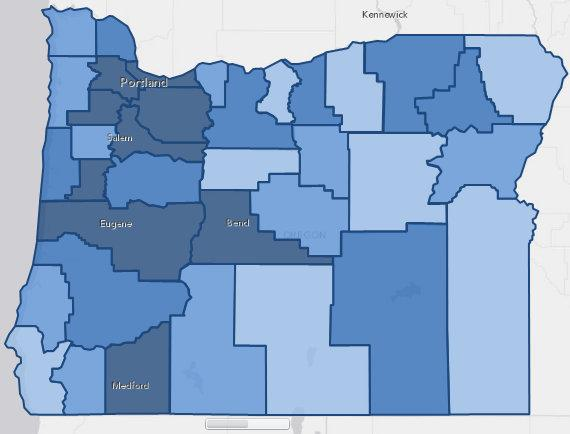 Kennewick
Portland
Salem
Eugene
Bend
OREGON
Medford